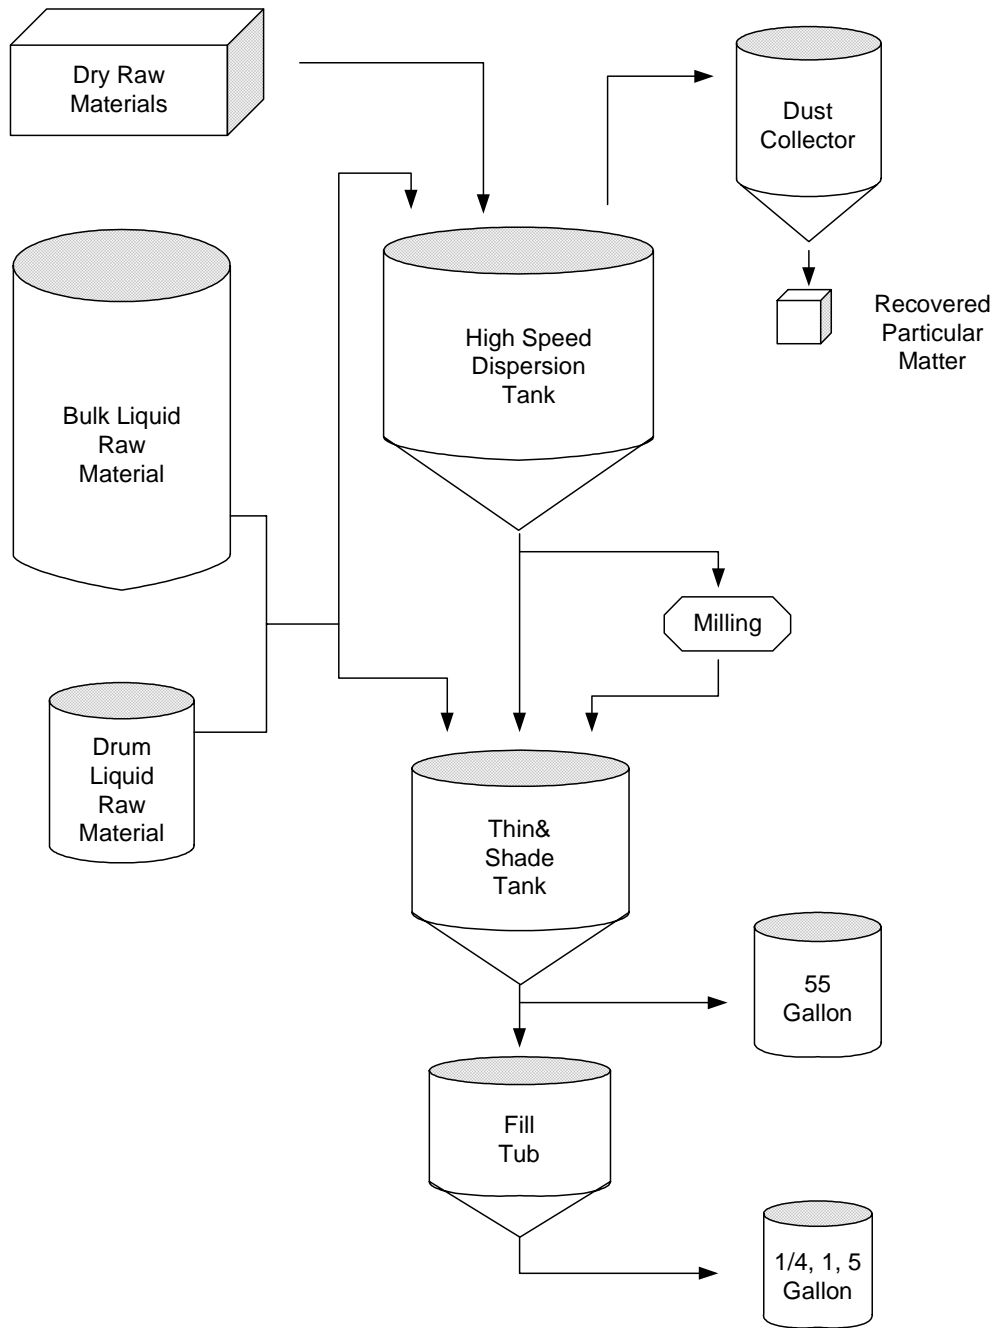 Dry Raw
Materials
Dust
Collector
High Speed
Dispersion
Tank
Recovered
Particular
Matter
Bulk Liquid
Raw
Material
Milling
Drum
Liquid
Raw
Material
Thin&
Shade
Tank
55
Gallon
Fill
Tub
1/4, 1, 5
Gallon